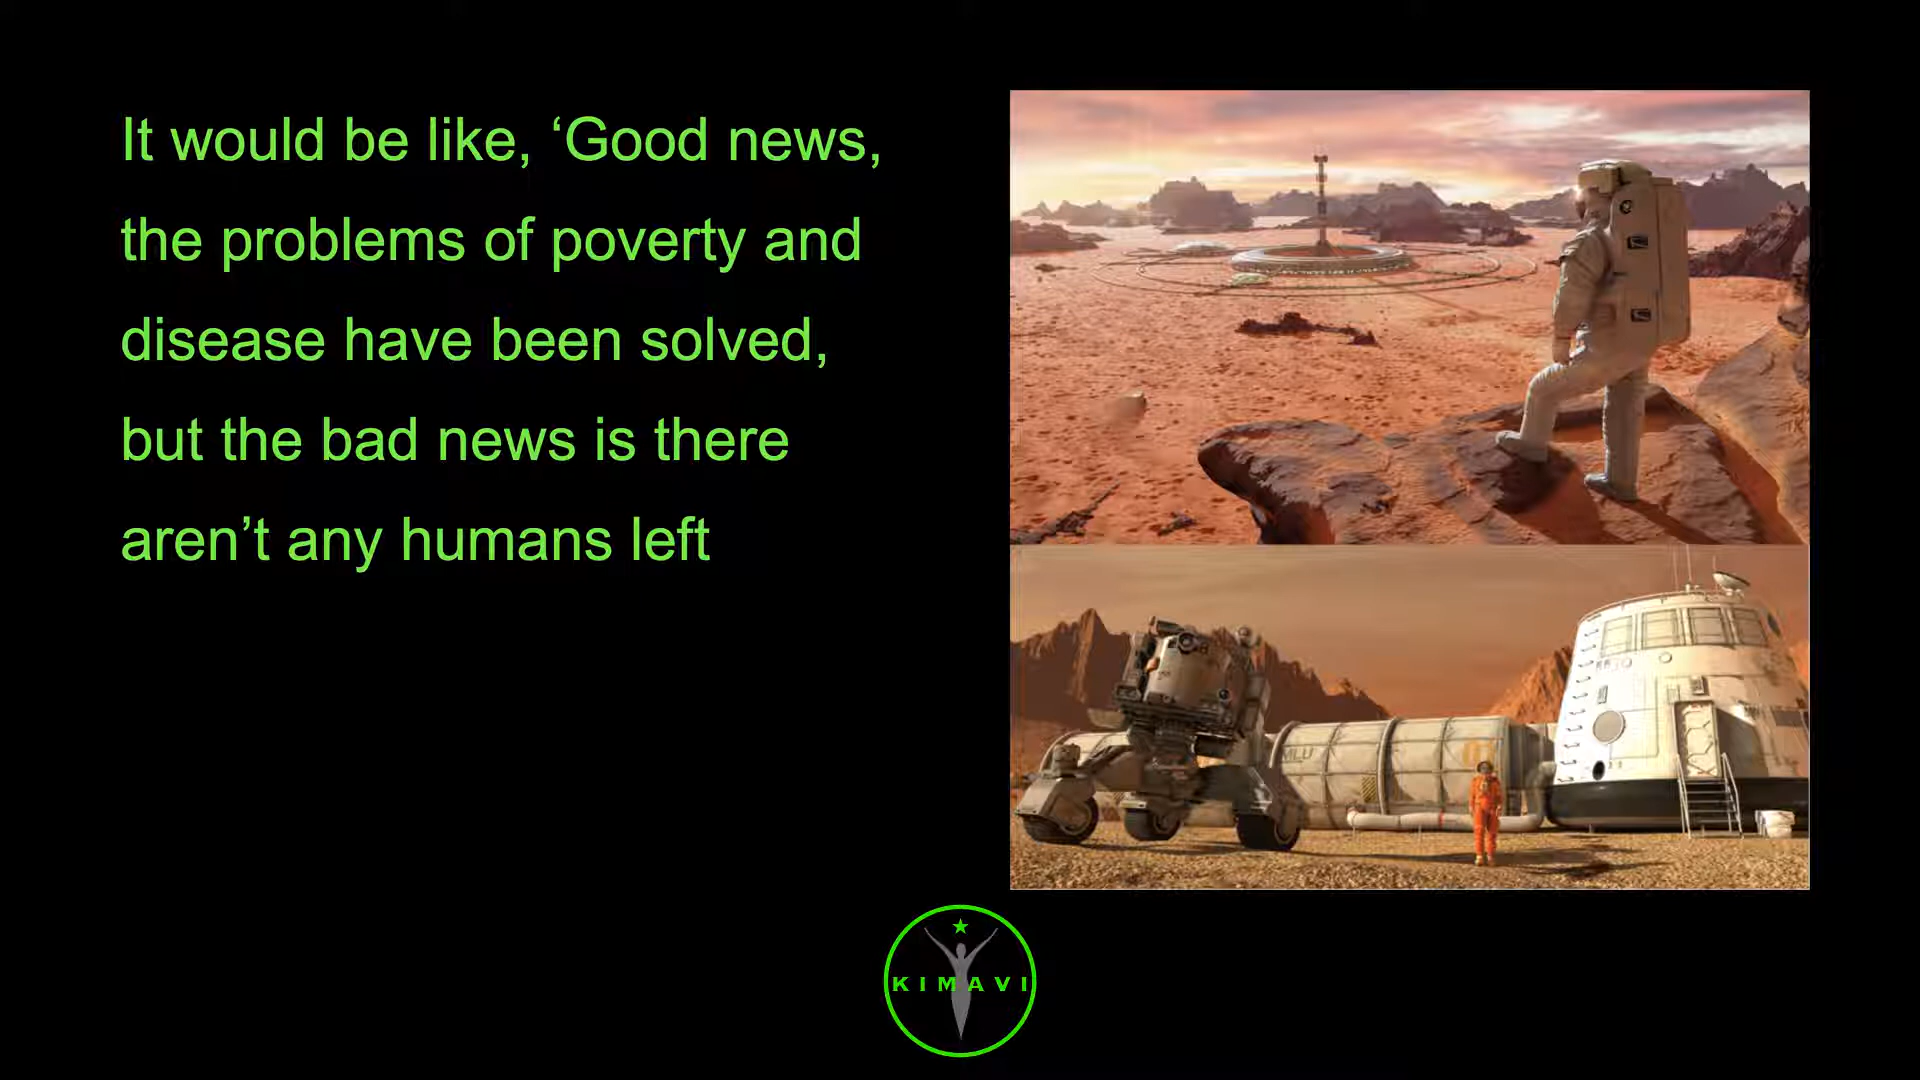 It would be like, ‘Good news,
the problems of poverty and
disease have been solved,
but the bad news is there
aren’t any humans left
KIMAVI